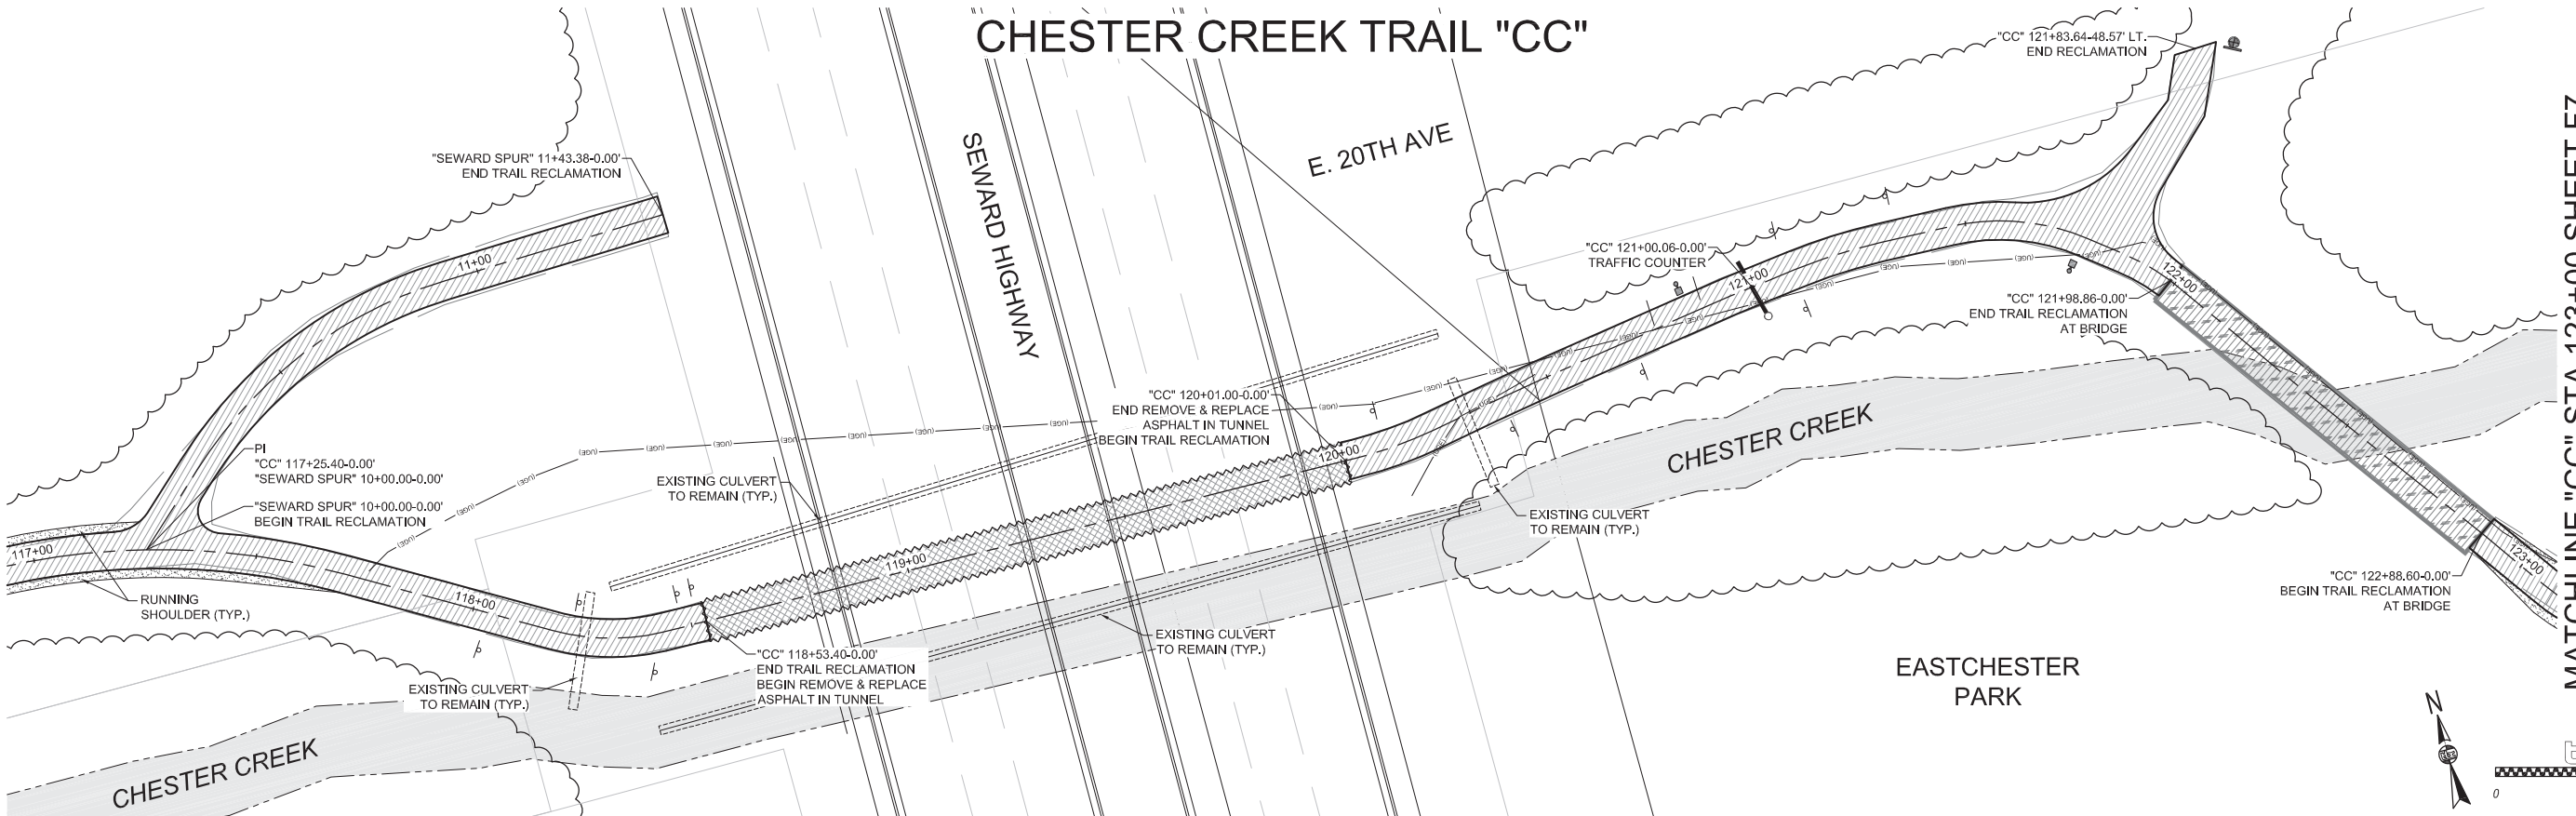 CHESTER CREEK TRAIL "CC"
"CC" 121+83.64-48.57' LT.
END RECLAMATION
"SEWARD SPUR" 11+43.38-0.00'
END TRAIL RECLAMATION
SEWARD HIGHWAY
E. 20TH AVE
11+00
"CC" 121+00.06-0.00'
TRAFFIC COUNTER
121+00
122+00
"CC" 121+98.86-0.00'
END TRAIL RECLAMATION
AT BRIDGE
"CC" 120+01.00-0.00'
END REMOVE & REPLACE
ASPHALT IN TUNNEL
BEGIN TRAIL RECLAMATION
120+00
CHESTER CREEK
PI
"CC" 117+25.40-0.00'
"SEWARD SPUR" 10+00.00-0.00'
"SEWARD SPUR" 10+00.00-0.00'
BEGIN TRAIL RECLAMATION
EXISTING CULVERT
TO REMAIN (TYP.)
EXISTING CULVERT
TO REMAIN (TYP.)
117+00
119+00
118+00
123+00
RUNNING
SHOULDER (TYP.)
"CC" 122+88.60-0.00'
BEGIN TRAIL RECLAMATION
AT BRIDGE
EXISTING CULVERT
TO REMAIN (TYP.)
"CC" 118+53.40-0.00'
END TRAIL RECLAMATION
BEGIN REMOVE & REPLACE
ASPHALT IN TUNNEL
EXISTING CULVERT
TO REMAIN (TYP.)
EASTCHESTER
PARK
CHESTER CREEK
N
0
(UGE)
MATCHLINE "CC" STA 123+00 SHEET